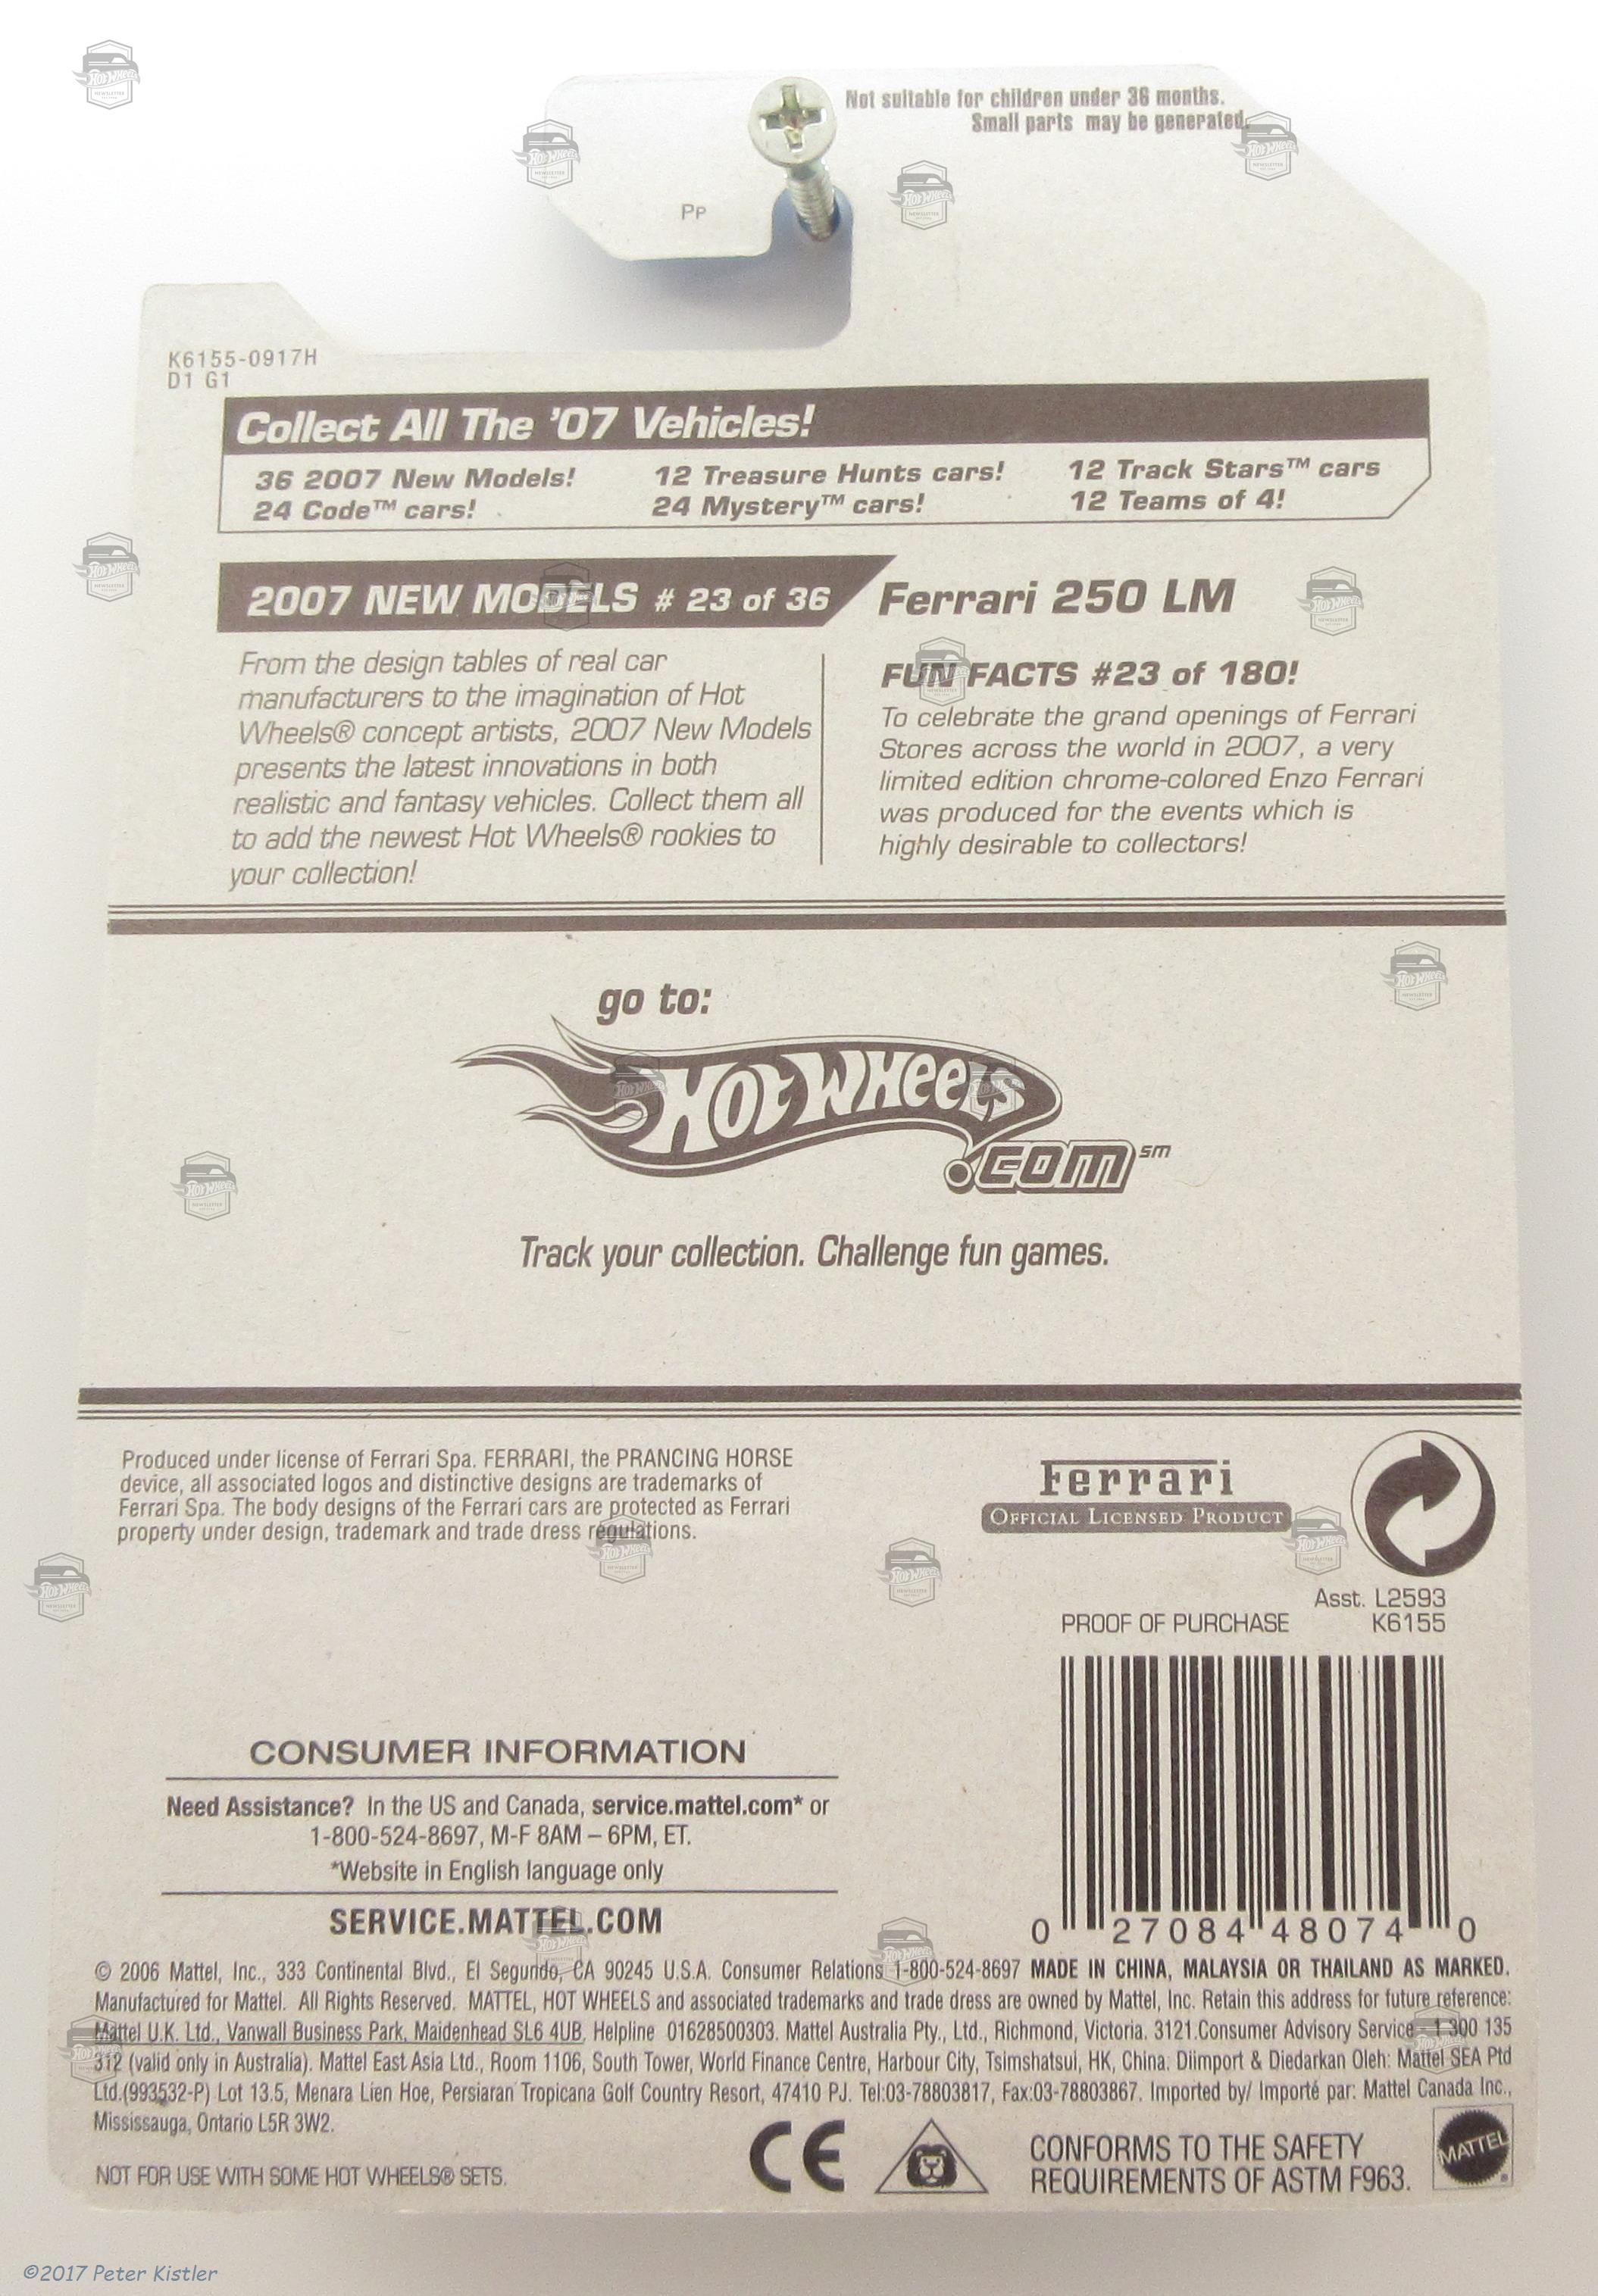 Not suitable for children under 36 months.
Small parts may be generated.
Pp
K6155-0917H
D1 G1
Collect All The '07 Vehicles!
36 2007 New Models! 12 Treasure Hunts cars! 12 Track Stars™ cars
24 Code™ cars! 24 Mystery™ cars! 12 Teams of 4!
2007 NEW MODELS # 23 of 36
From the design tables of real car
manufacturers to the imagination of Hot
Wheels® concept artists, 2007 New Models
presents the latest innovations in both
realistic and fantasy vehicles. Collect them all
to add the newest Hot Wheels® rookies to
your collection!
Ferrari 250 LM
FUN FACTS #23 of 180!
To celebrate the grand openings of Ferrari
Stores across the world in 2007, a very
limited edition chrome-colored Enzo Ferrari
was produced for the events which is
highly desirable to collectors!
go to:
HOT WHEELS
.COM℠
Track your collection. Challenge fun games.
Produced under license of Ferrari Spa. FERRARI, the PRANCING HORSE
device, all associated logos and distinctive designs are trademarks of
Ferrari Spa. The body designs of the Ferrari cars are protected as Ferrari
property under design, trademark and trade dress regulations.
Ferrari
OFFICIAL LICENSED PRODUCT
Asst. L2593
PROOF OF PURCHASE K6155
0 27084 48074 0
CONSUMER INFORMATION
Need Assistance? In the US and Canada, service.mattel.com* or
1-800-524-8697, M-F 8AM – 6PM, ET.
*Website in English language only
SERVICE.MATTEL.COM
© 2006 Mattel, Inc., 333 Continental Blvd., El Segundo, CA 90245 U.S.A. Consumer Relations 1-800-524-8697 MADE IN CHINA, MALAYSIA OR THAILAND AS MARKED.
Manufactured for Mattel. All Rights Reserved. MATTEL, HOT WHEELS and associated trademarks and trade dress are owned by Mattel, Inc. Retain this address for future reference:
Mattel U.K. Ltd., Vanwall Business Park, Maidenhead SL6 4UB, Helpline 01628500303. Mattel Australia Pty., Ltd., Richmond, Victoria. 3121.Consumer Advisory Service - 1 300 135
312 (valid only in Australia). Mattel East Asia Ltd., Room 1106, South Tower, World Finance Centre, Harbour City, Tsimshatsui, HK, China. Diimport & Diedarkan Oleh: Mattel SEA Ptd
Ltd.(993532-P) Lot 13.5, Menara Lien Hoe, Persiaran Tropicana Golf Country Resort, 47410 PJ. Tel:03-78803817, Fax:03-78803867. Imported by/ Importé par: Mattel Canada Inc.,
Mississauga, Ontario L5R 3W2.
NOT FOR USE WITH SOME HOT WHEELS® SETS.
CE
CONFORMS TO THE SAFETY
REQUIREMENTS OF ASTM F963.
MATTEL
©2017 Peter Kistler